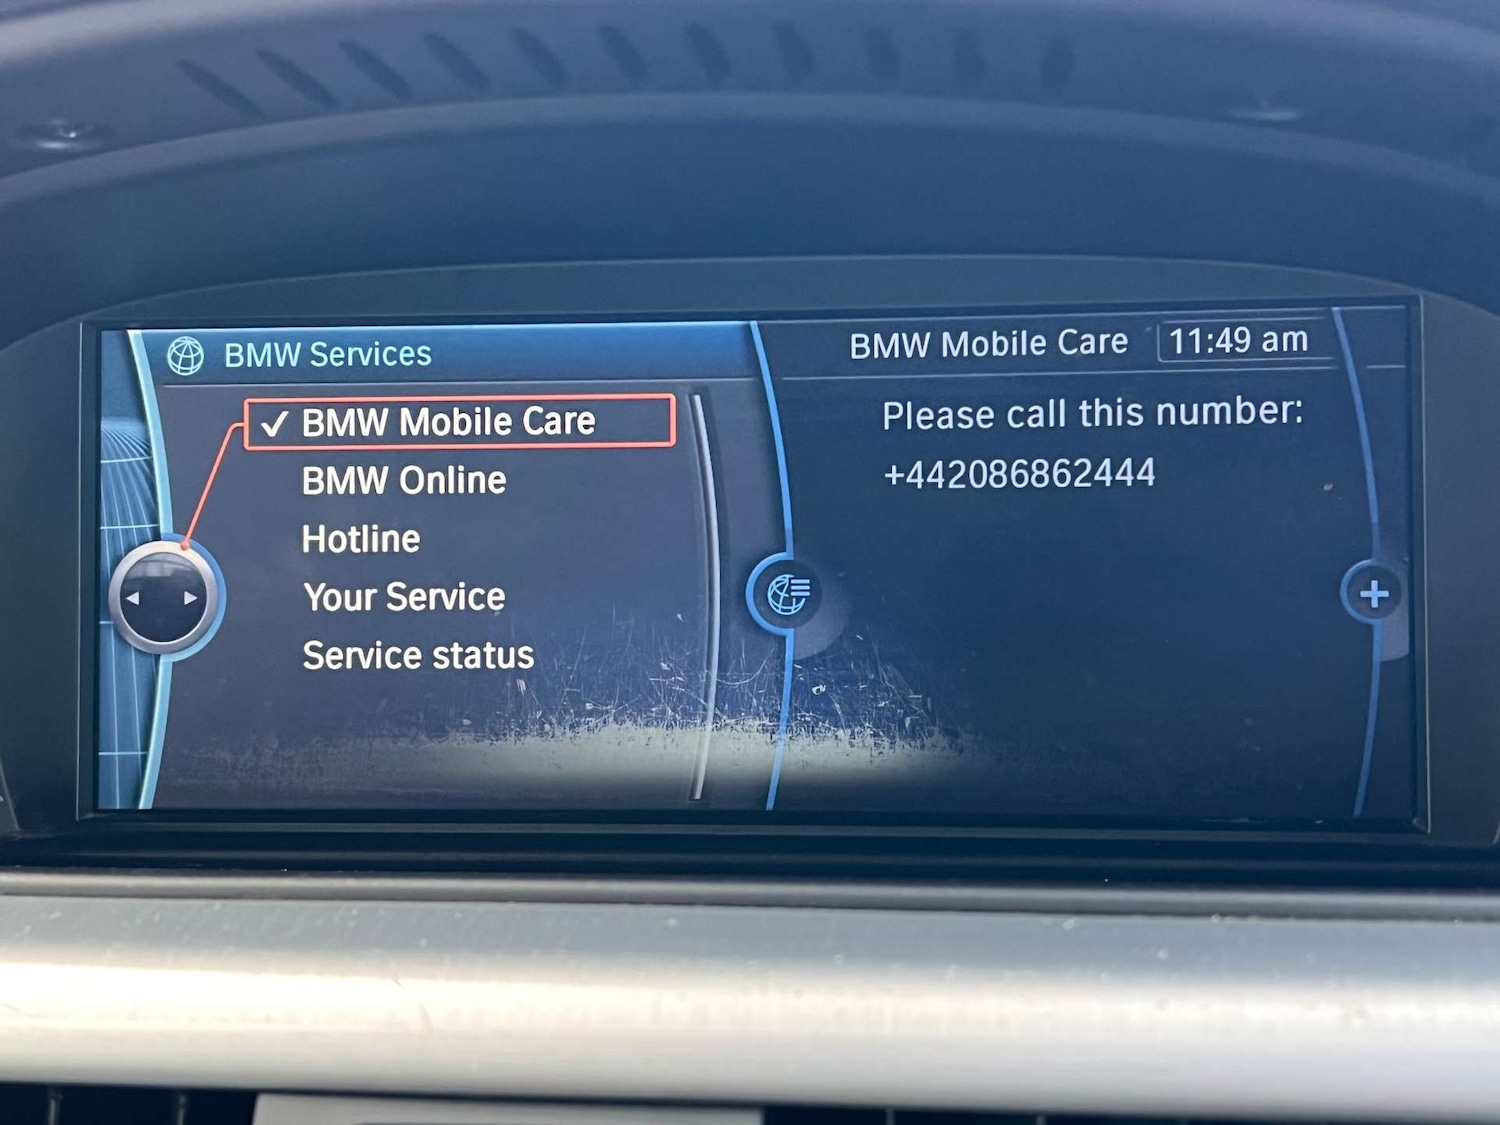 BMW Services
✓ BMW Mobile Care
BMW Online
Hotline
Your Service
Service status
BMW Mobile Care 11:49 am
Please call this number:
+442086862444